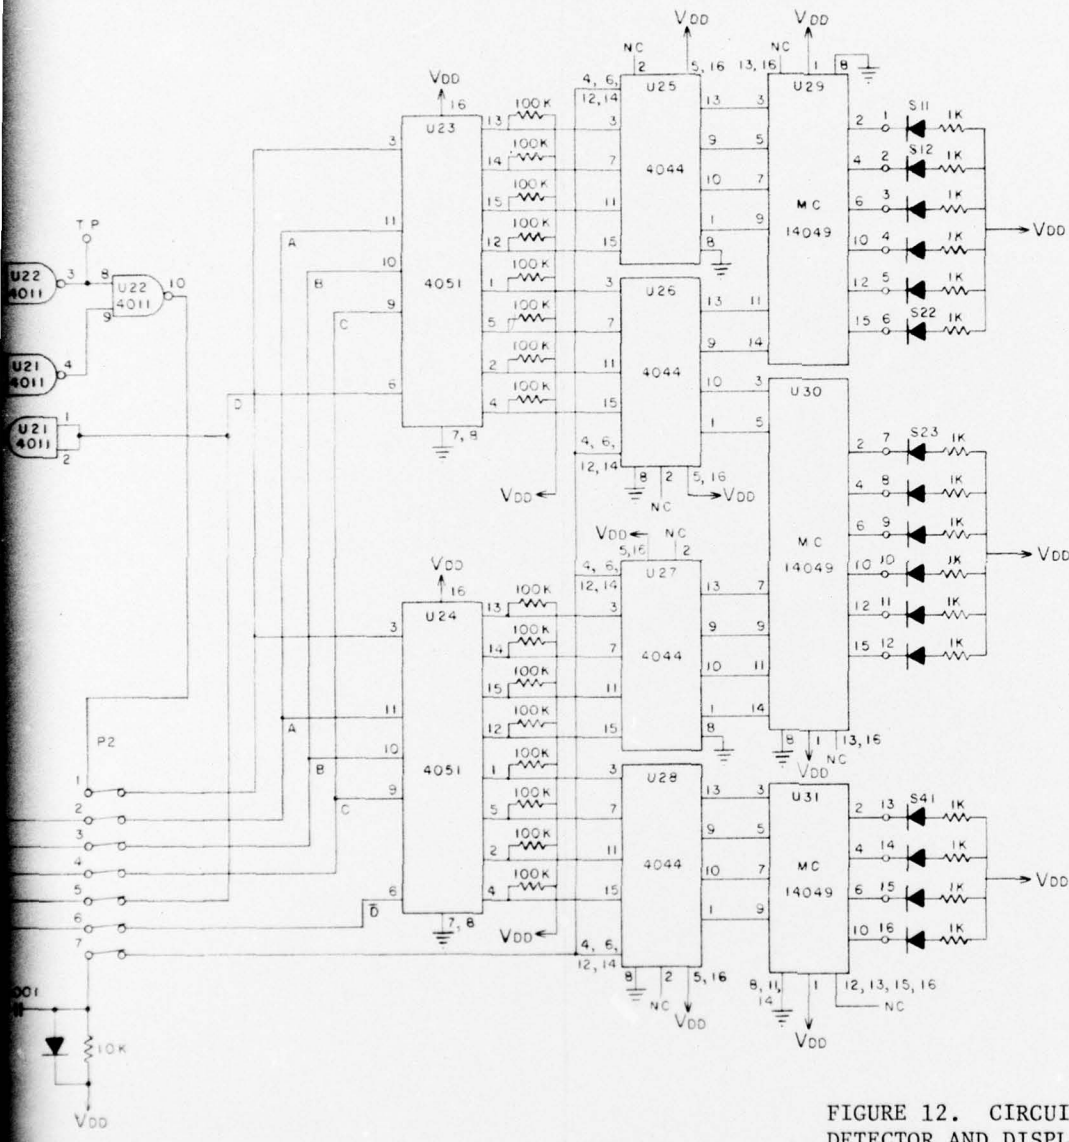 VDD
VDD
NC
2
5, 16
NC
13, 16
1
8
VDD
16
U23
4051
3
11
A
10
B
9
C
6
D
7, 8
13
100K
14
100K
15
100K
12
100K
1
100K
5
100K
2
100K
4
100K
VDD
4, 6,
12, 14
U25
4044
3
7
11
15
13
9
10
1
8
U26
4044
3
7
11
15
13
9
10
1
4, 6,
12, 14
8
2
NC
5, 16
VDD
U29
MC
14049
3
5
7
9
11
14
2
1
S11
1K
4
2
S12
1K
6
3
1K
10
4
1K
12
5
1K
15
6
S22
1K
VDD
TP
U22
4011
3
8
9
U22
4011
10
U21
4011
4
U21
4011
1
2
U30
MC
14049
3
5
7
9
11
14
2
7
S23
1K
4
8
1K
6
9
1K
10
10
1K
12
11
1K
15
12
1K
VDD
8
1
VDD
13, 16
NC
VDD
16
U24
4051
3
11
A
10
B
9
C
6
D
7, 8
13
100K
14
100K
15
100K
12
100K
1
100K
5
100K
2
100K
4
100K
VDD
VDD
5, 16
NC
2
4, 6,
12, 14
U27
4044
3
7
11
15
13
9
10
1
8
U28
4044
3
7
11
15
13
9
10
1
4, 6,
12, 14
8
2
NC
5, 16
VDD
U31
MC
14049
3
5
7
9
2
13
S41
1K
4
14
1K
6
15
1K
10
16
1K
VDD
8, 11,
14
1
VDD
12, 13, 15, 16
NC
P2
1
2
3
4
5
6
7
001
10K
VDD
FIGURE 12. CIRCUI
DETECTOR AND DISPL